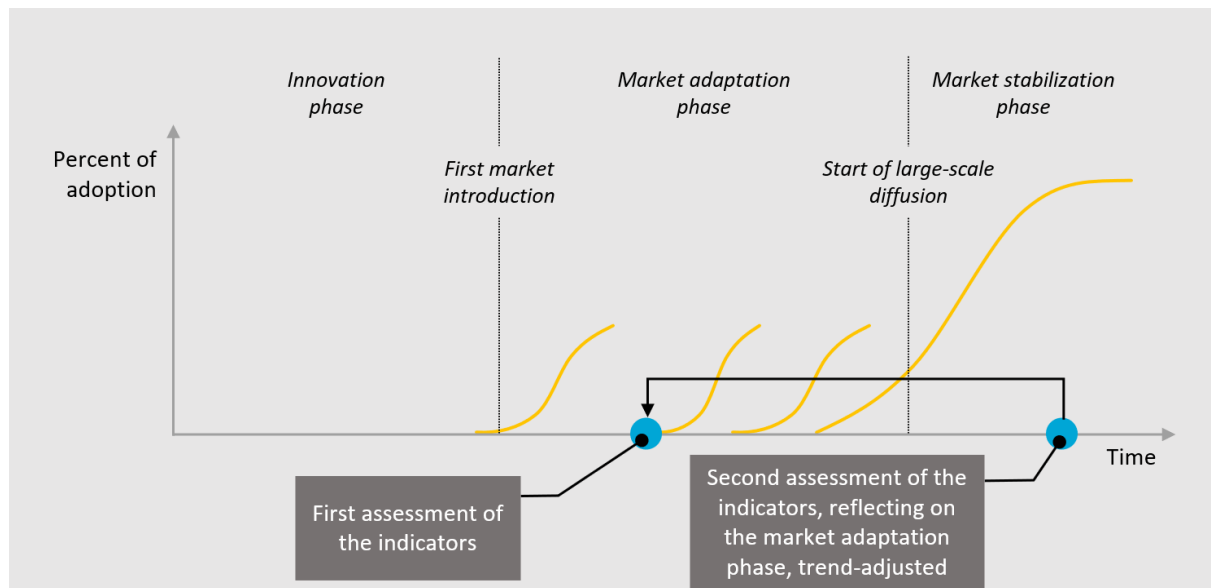 Innovation
phase
Market adaptation
phase
Market stabilization
phase
Percent of
adoption
First market
introduction
Start of large-scale
diffusion
Time
First assessment of
the indicators
Second assessment of the
indicators, reflecting on
the market adaptation
phase, trend-adjusted